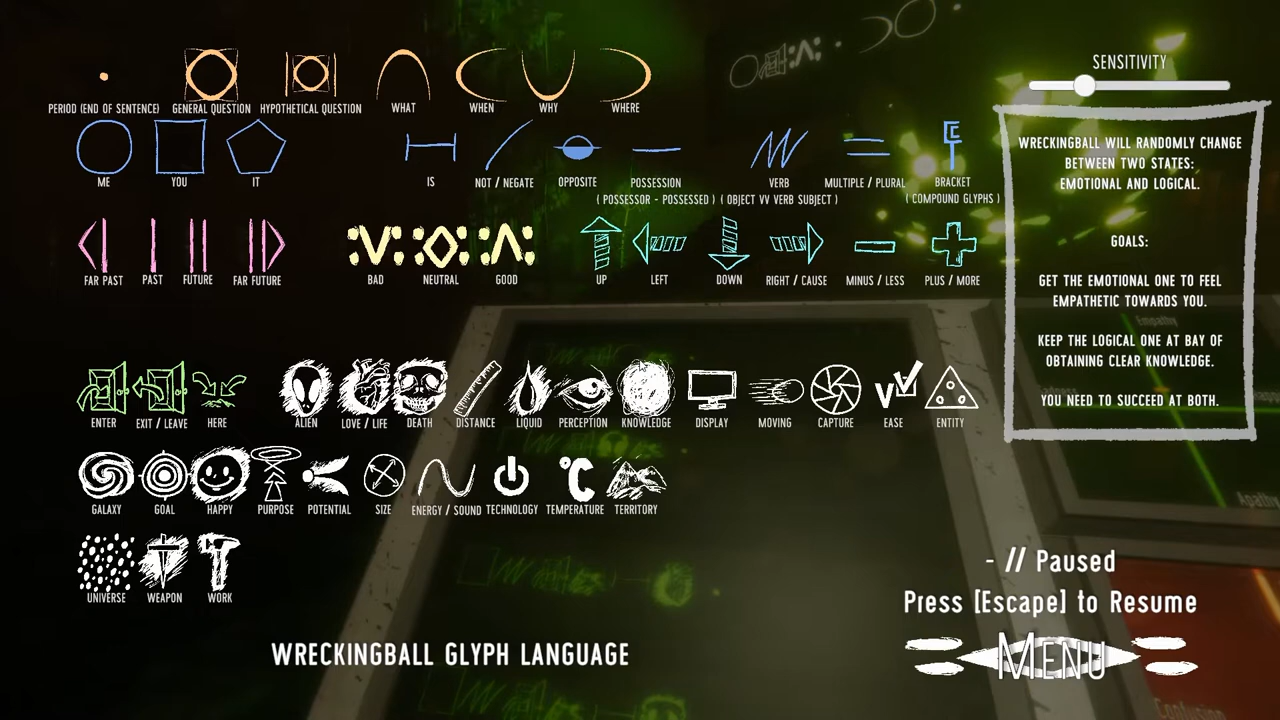 SENSITIVITY
PERIOD (END OF SENTENCE) GENERAL QUESTION HYPOTHETICAL QUESTION WHAT WHEN WHY WHERE
ME YOU IT IS NOT / NEGATE OPPOSITE POSSESSION VERB MULTIPLE / PLURAL BRACKET
( POSSESSOR - POSSESSED ) ( OBJECT VV VERB SUBJECT ) ( COMPOUND GLYPHS )
FAR PAST PAST FUTURE FAR FUTURE BAD NEUTRAL GOOD UP LEFT DOWN RIGHT / CAUSE MINUS / LESS PLUS / MORE
ENTER EXIT / LEAVE HERE ALIEN LOVE / LIFE DEATH DISTANCE LIQUID PERCEPTION KNOWLEDGE DISPLAY MOVING CAPTURE EASE ENTITY
GALAXY GOAL HAPPY PURPOSE POTENTIAL SIZE ENERGY / SOUND TECHNOLOGY TEMPERATURE TERRITORY
UNIVERSE WEAPON WORK
WRECKINGBALL GLYPH LANGUAGE
WRECKINGBALL WILL RANDOMLY CHANGE
BETWEEN TWO STATES:
EMOTIONAL AND LOGICAL.
GOALS:
GET THE EMOTIONAL ONE TO FEEL
EMPATHETIC TOWARDS YOU.
KEEP THE LOGICAL ONE AT BAY OF
OBTAINING CLEAR KNOWLEDGE.
YOU NEED TO SUCCEED AT BOTH.
Empathy
- // Paused
Press [Escape] to Resume
MENU
Confusing